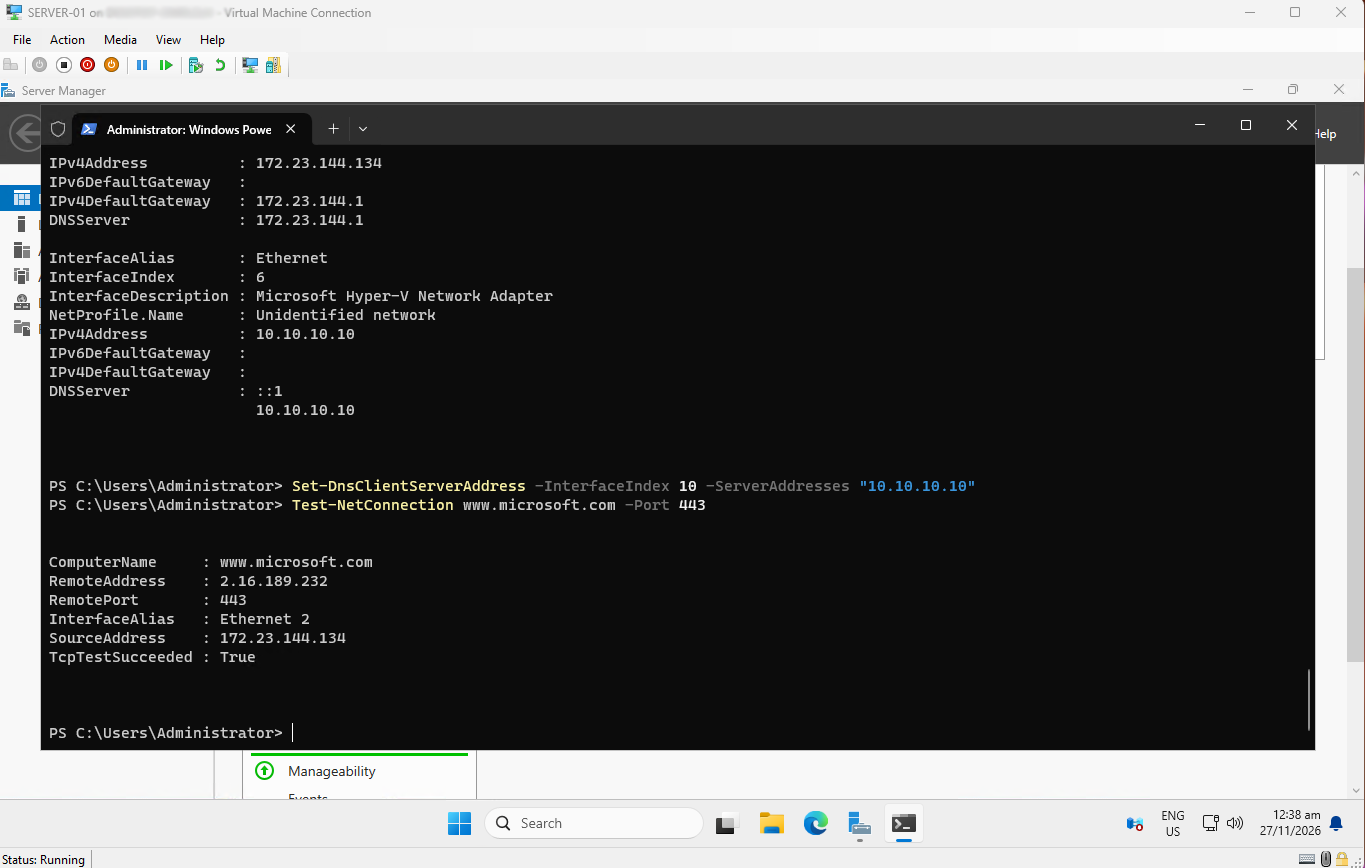 SERVER-01 on - Virtual Machine Connection
File Action Media View Help
Server Manager
Administrator: Windows Powe
Help
IPv4Address : 172.23.144.134
IPv6DefaultGateway :
IPv4DefaultGateway : 172.23.144.1
DNSServer : 172.23.144.1
InterfaceAlias : Ethernet
InterfaceIndex : 6
InterfaceDescription : Microsoft Hyper-V Network Adapter
NetProfile.Name : Unidentified network
IPv4Address : 10.10.10.10
IPv6DefaultGateway :
IPv4DefaultGateway :
DNSServer : ::1
10.10.10.10
PS C:\Users\Administrator> Set-DnsClientServerAddress -InterfaceIndex 10 -ServerAddresses "10.10.10.10"
PS C:\Users\Administrator> Test-NetConnection www.microsoft.com -Port 443
ComputerName : www.microsoft.com
RemoteAddress : 2.16.189.232
RemotePort : 443
InterfaceAlias : Ethernet 2
SourceAddress : 172.23.144.134
TcpTestSucceeded : True
PS C:\Users\Administrator>
Manageability
Events
Search
ENG
US
12:38 am
27/11/2026
Status: Running